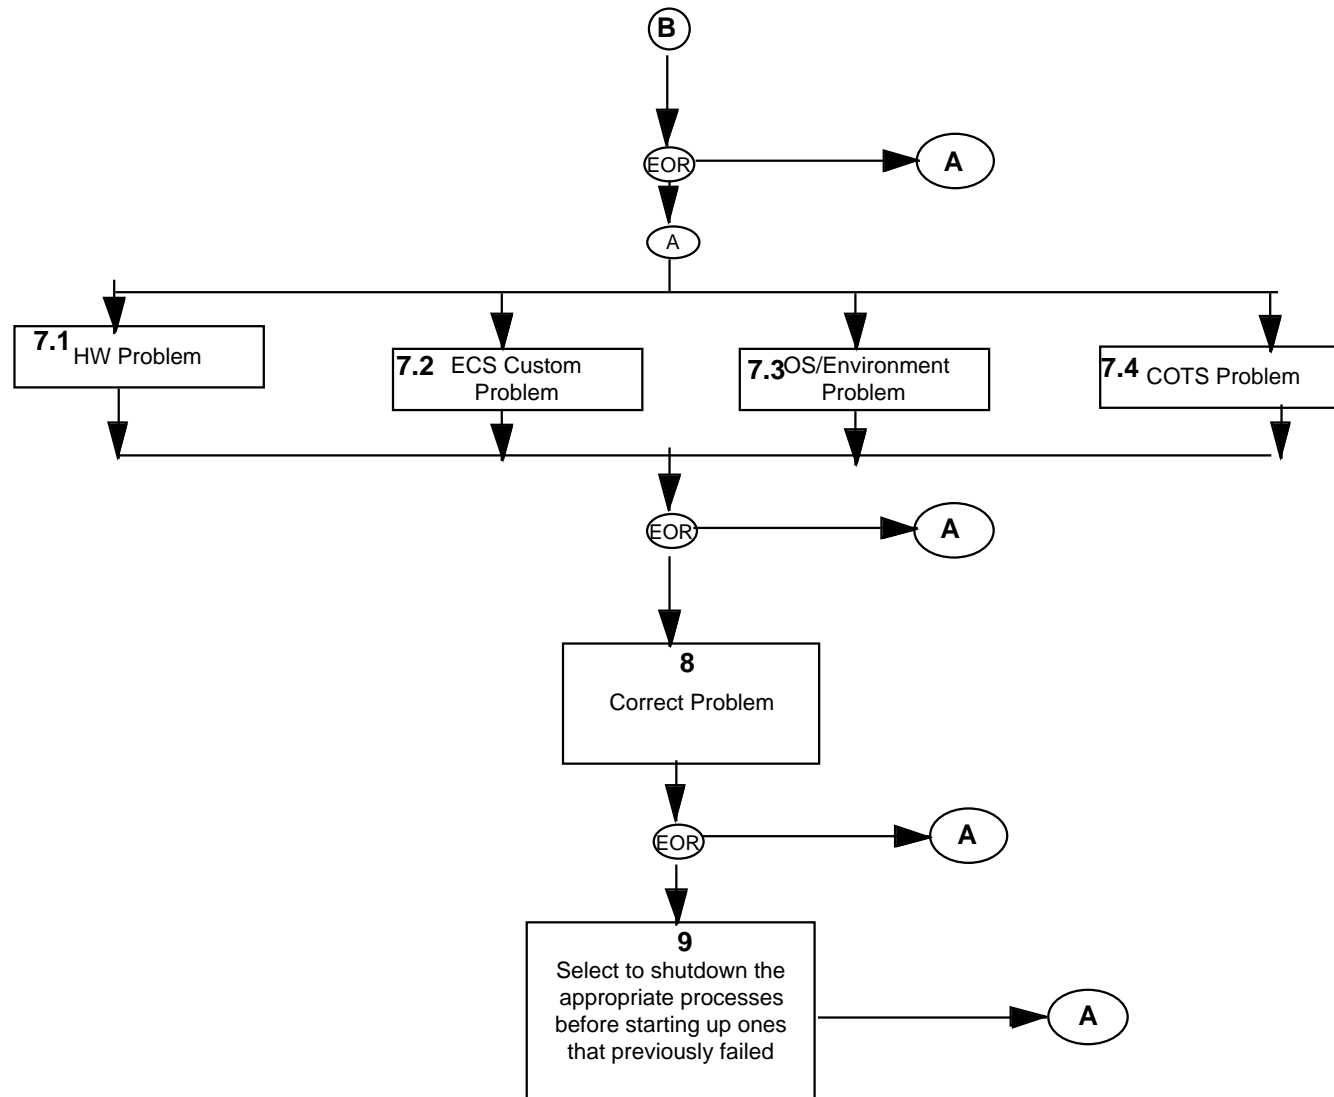 B
EOR
A
A
7.1
HW Problem
7.2
ECS Custom
Problem
7.3
OS/Environment
Problem
7.4
COTS Problem
EOR
A
8
Correct Problem
EOR
A
9
Select to shutdown the
appropriate processes
before starting up ones
that previously failed
A